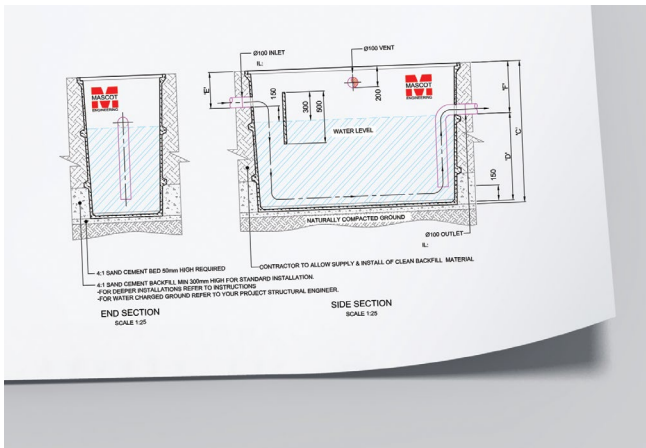 Ø100 INLET
IL:
Ø100 VENT
"E"
150
300
500
200
MASCOT
ENGINEERING
MASCOT
ENGINEERING
WATER LEVEL
"F"
"C"
"D"
150
NATURALLY COMPACTED GROUND
Ø100 OUTLET
IL:
4:1 SAND CEMENT BED 50mm HIGH REQUIRED
CONTRACTOR TO ALLOW SUPPLY & INSTALL OF CLEAN BACKFILL MATERIAL
4:1 SAND CEMENT BACKFILL MIN 300mm HIGH FOR STANDARD INSTALLATION.
-FOR DEEPER INSTALLATIONS REFER TO INSTRUCTIONS
-FOR WATER CHARGED GROUND REFER TO YOUR PROJECT STRUCTURAL ENGINEER.
END SECTION
SCALE 1:25
SIDE SECTION
SCALE 1:25